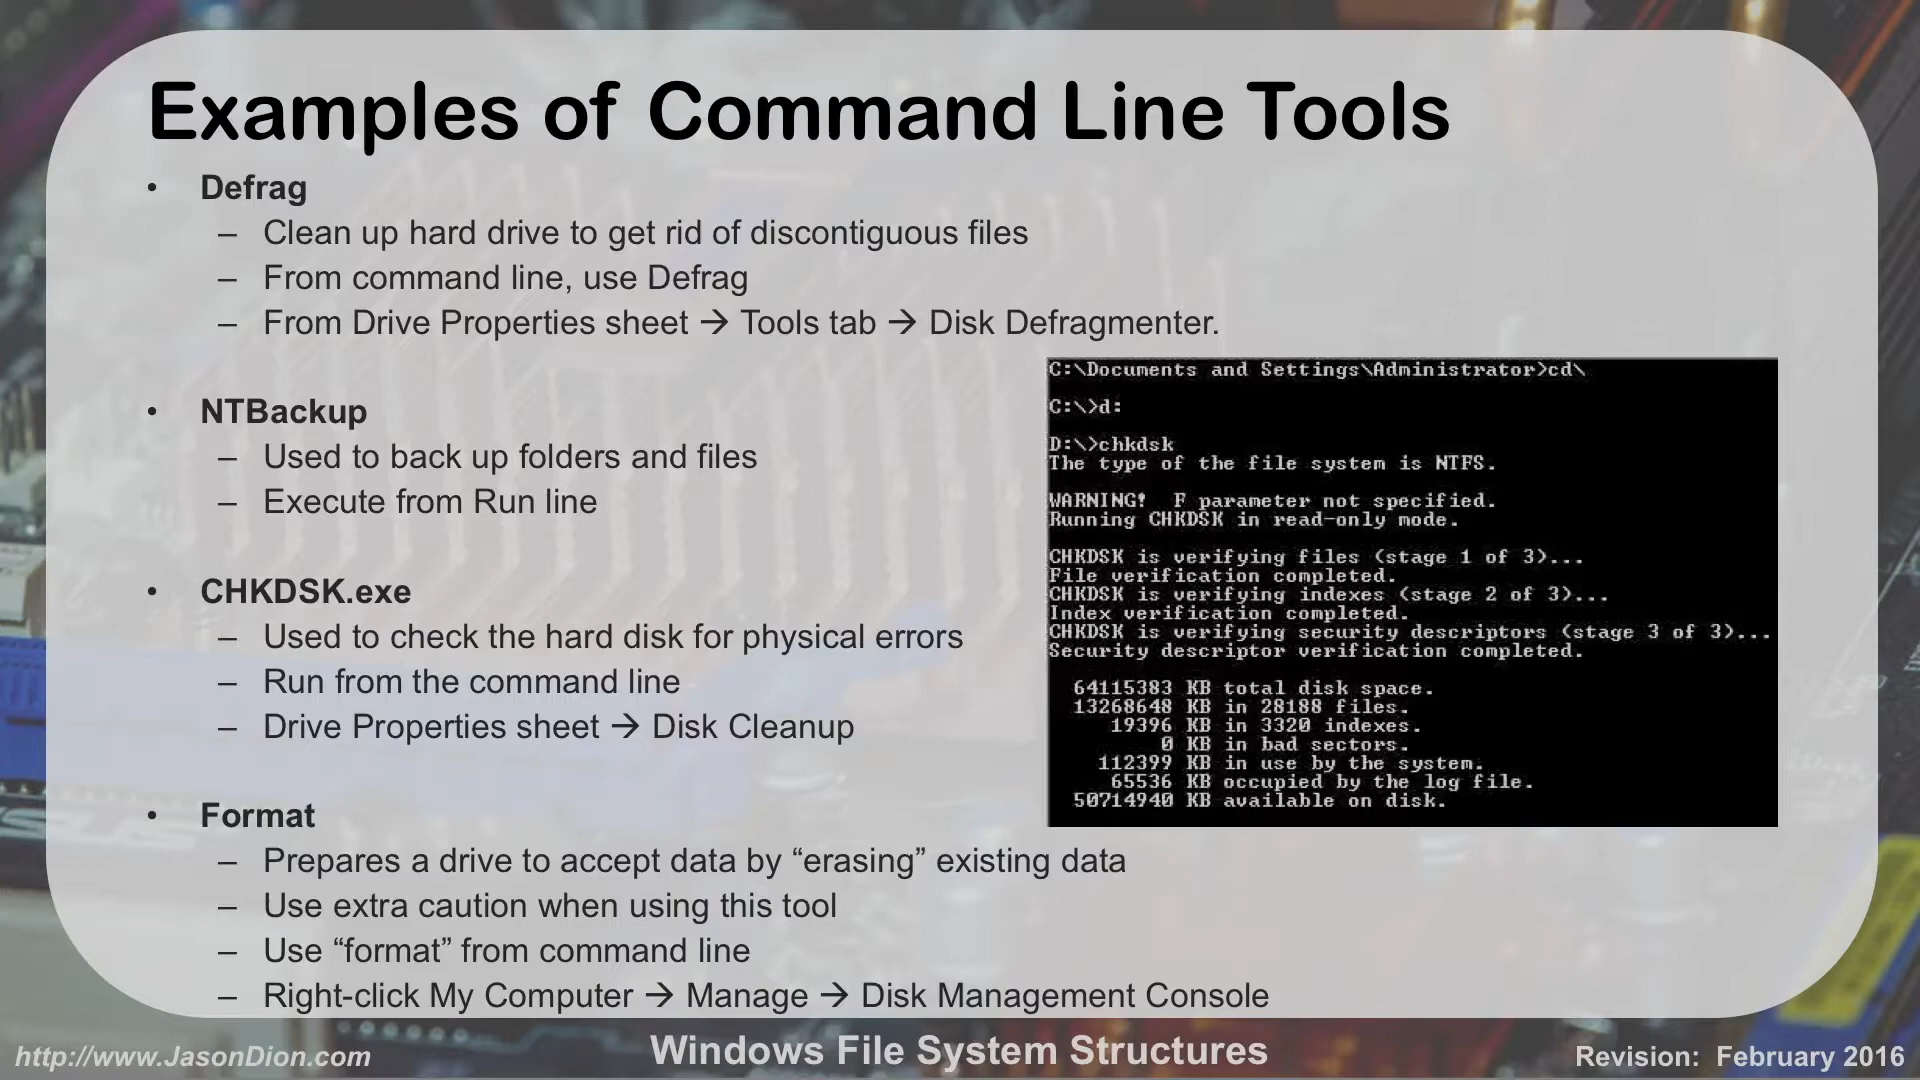 Examples of Command Line Tools
• Defrag
– Clean up hard drive to get rid of discontiguous files
– From command line, use Defrag
– From Drive Properties sheet → Tools tab → Disk Defragmenter.
• NTBackup
– Used to back up folders and files
– Execute from Run line
• CHKDSK.exe
– Used to check the hard disk for physical errors
– Run from the command line
– Drive Properties sheet → Disk Cleanup
• Format
– Prepares a drive to accept data by “erasing” existing data
– Use extra caution when using this tool
– Use “format” from command line
– Right-click My Computer → Manage → Disk Management Console
C:\Documents and Settings\Administrator>cd\
C:\>d:
D:\>chkdsk
The type of the file system is NTFS.
WARNING!  F parameter not specified.
Running CHKDSK in read-only mode.
CHKDSK is verifying files (stage 1 of 3)...
File verification completed.
CHKDSK is verifying indexes (stage 2 of 3)...
Index verification completed.
CHKDSK is verifying security descriptors (stage 3 of 3)...
Security descriptor verification completed.
64115383 KB total disk space.
13268648 KB in 28188 files.
19396 KB in 3320 indexes.
0 KB in bad sectors.
112399 KB in use by the system.
65536 KB occupied by the log file.
50714940 KB available on disk.
http://www.JasonDion.com
Windows File System Structures
Revision: February 2016